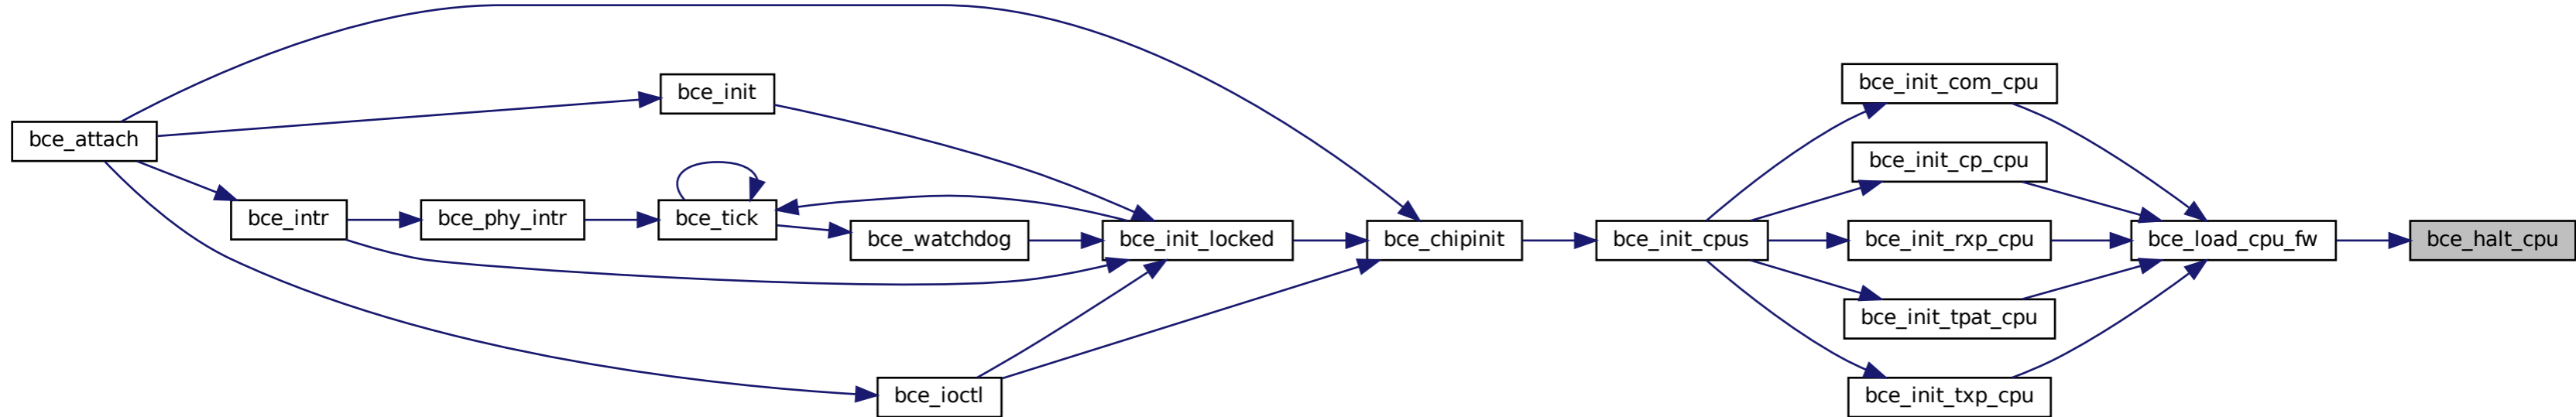 bce_attach
bce_init
bce_intr
bce_phy_intr
bce_tick
bce_watchdog
bce_ioctl
bce_init_locked
bce_chipinit
bce_init_cpus
bce_init_com_cpu
bce_init_cp_cpu
bce_init_rxp_cpu
bce_init_tpat_cpu
bce_init_txp_cpu
bce_load_cpu_fw
bce_halt_cpu